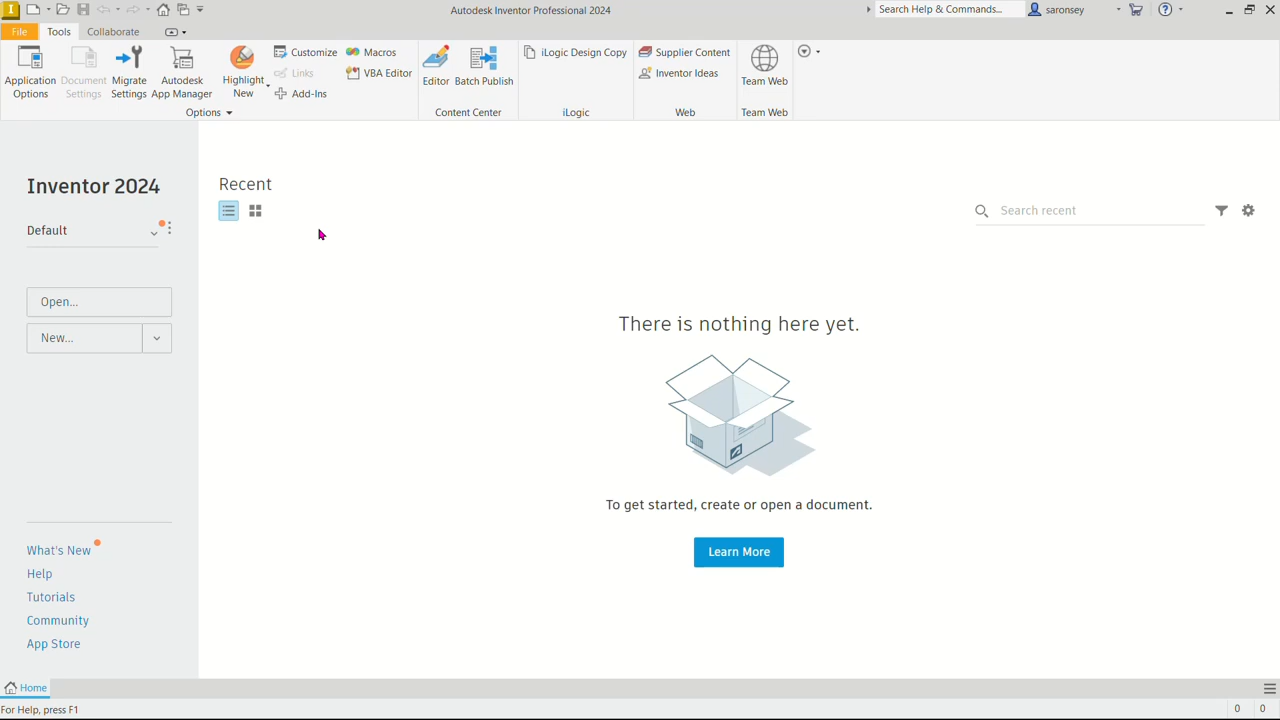 I
Autodesk Inventor Professional 2024
Search Help & Commands...
saronsey
File
Tools
Collaborate
Application Options
Document Settings
Migrate Settings
Autodesk App Manager
Highlight New
Customize
Links
Add-Ins
Macros
VBA Editor
Options
Editor
Batch Publish
Content Center
iLogic Design Copy
iLogic
Supplier Content
Inventor Ideas
Web
Team Web
Team Web
Inventor 2024
Default
Open...
New...
What's New
Help
Tutorials
Community
App Store
Recent
Search recent
There is nothing here yet.
To get started, create or open a document.
Learn More
Home
For Help, press F1
0
0